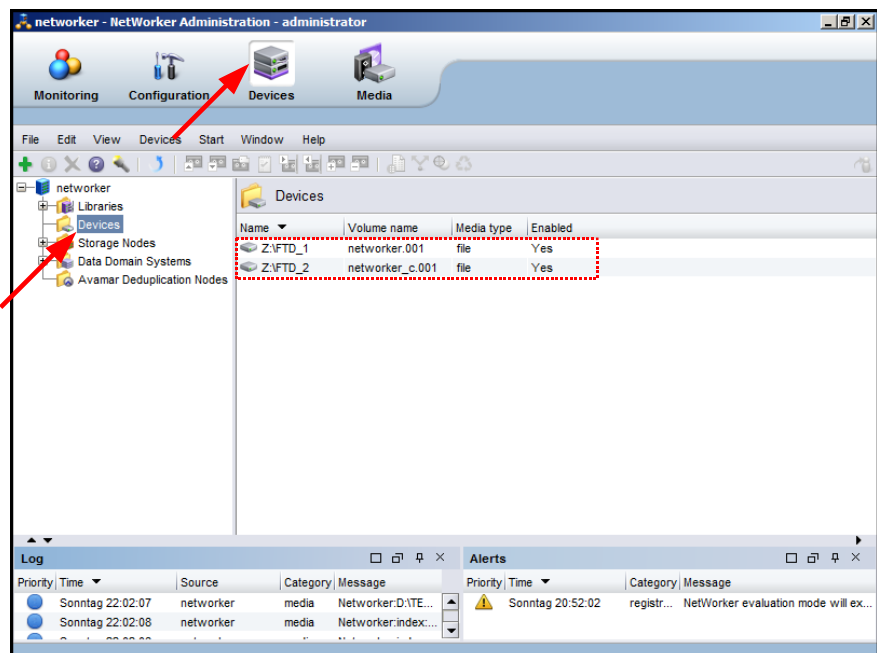 networker - NetWorker Administration - administrator
Monitoring Configuration Devices Media
File Edit View Devices Start Window Help
networker
Libraries
Devices
Storage Nodes
Data Domain Systems
Avamar Deduplication Nodes
Devices
Name Volume name Media type Enabled
Z:\FTD_1 networker.001 file Yes
Z:\FTD_2 networker_c.001 file Yes
Log
Priority Time Source Category Message
Sonntag 22:02:07 networker media Networker:D:\TE...
Sonntag 22:02:08 networker media Networker:index:...
Alerts
Priority Time Category Message
Sonntag 20:52:02 registr... NetWorker evaluation mode will ex...